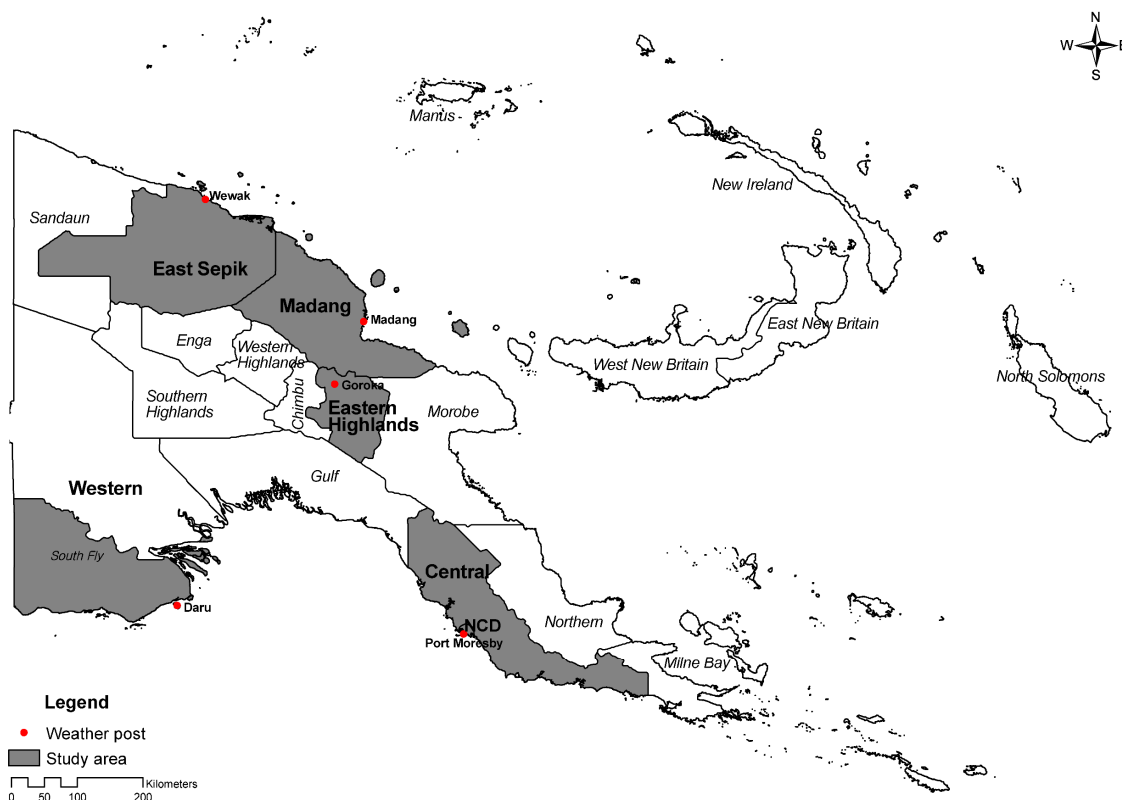 N
W E
S
Manus
New Ireland
Wewak
Sandaun
East Sepik
Madang
Madang
East New Britain
Enga
Western
Highlands
West New Britain
North Solomons
Goroka
Chimbu
Southern
Highlands
Eastern
Highlands
Morobe
Gulf
Western
South Fly
Central
Daru
NCD
Port Moresby
Northern
Milne Bay
Legend
Weather post
Study area
Kilometers
0 50 100 200